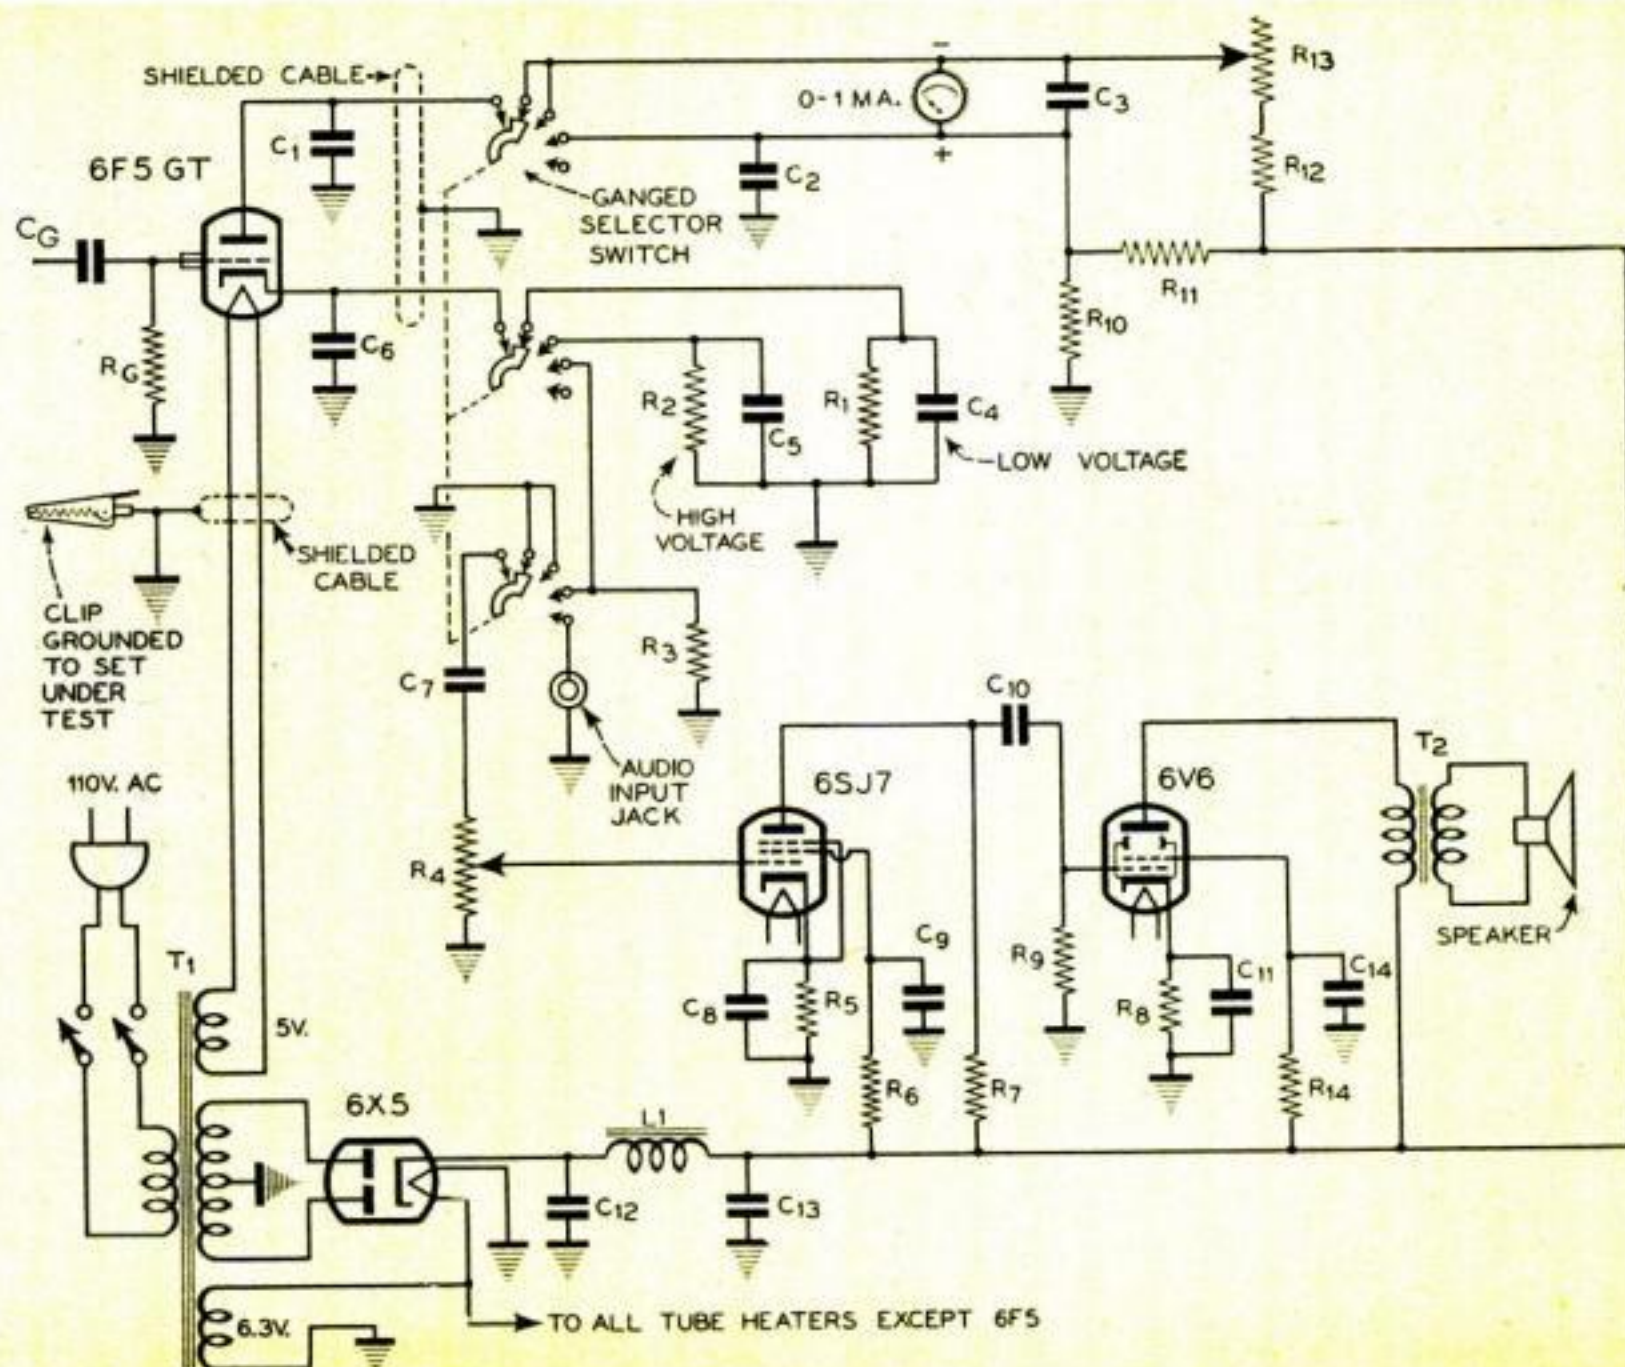 SHIELDED CABLE
0-1 MA.
-
+
C3
R13
C1
6F5 GT
C2
R12
GANGED
SELECTOR
SWITCH
CG
R11
R10
C6
RG
R2
C5
R1
C4
LOW VOLTAGE
HIGH
VOLTAGE
SHIELDED
CABLE
CLIP
GROUNDED
TO SET
UNDER
TEST
R3
C7
C10
AUDIO
INPUT
JACK
T2
110V. AC
6SJ7
6V6
R4
SPEAKER
T1
C9
R9
C11
C14
C8
R5
R8
5V.
R6
R7
R14
6X5
L1
C12
C13
6.3V.
TO ALL TUBE HEATERS EXCEPT 6F5